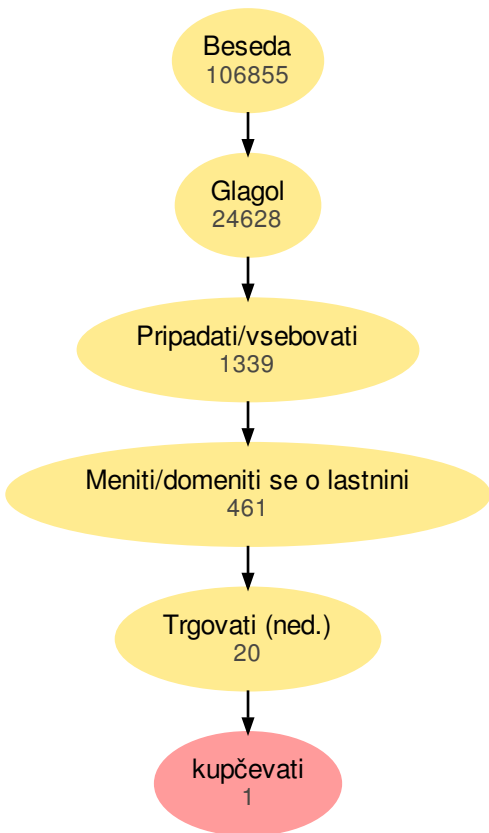 Beseda
106855
Glagol
24628
Pripadati/vsebovati
1339
Meniti/domeniti se o lastnini
461
Trgovati (ned.)
20
kupčevati
1